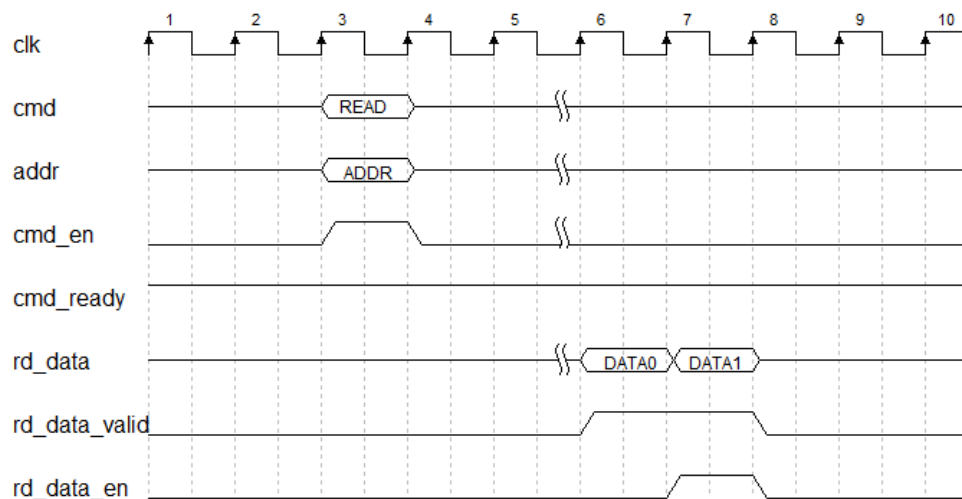 1 2 3 4 5 6 7 8 9 10
clk
cmd READ
addr ADDR
cmd_en
cmd_ready
rd_data DATA0 DATA1
rd_data_valid
rd_data_en